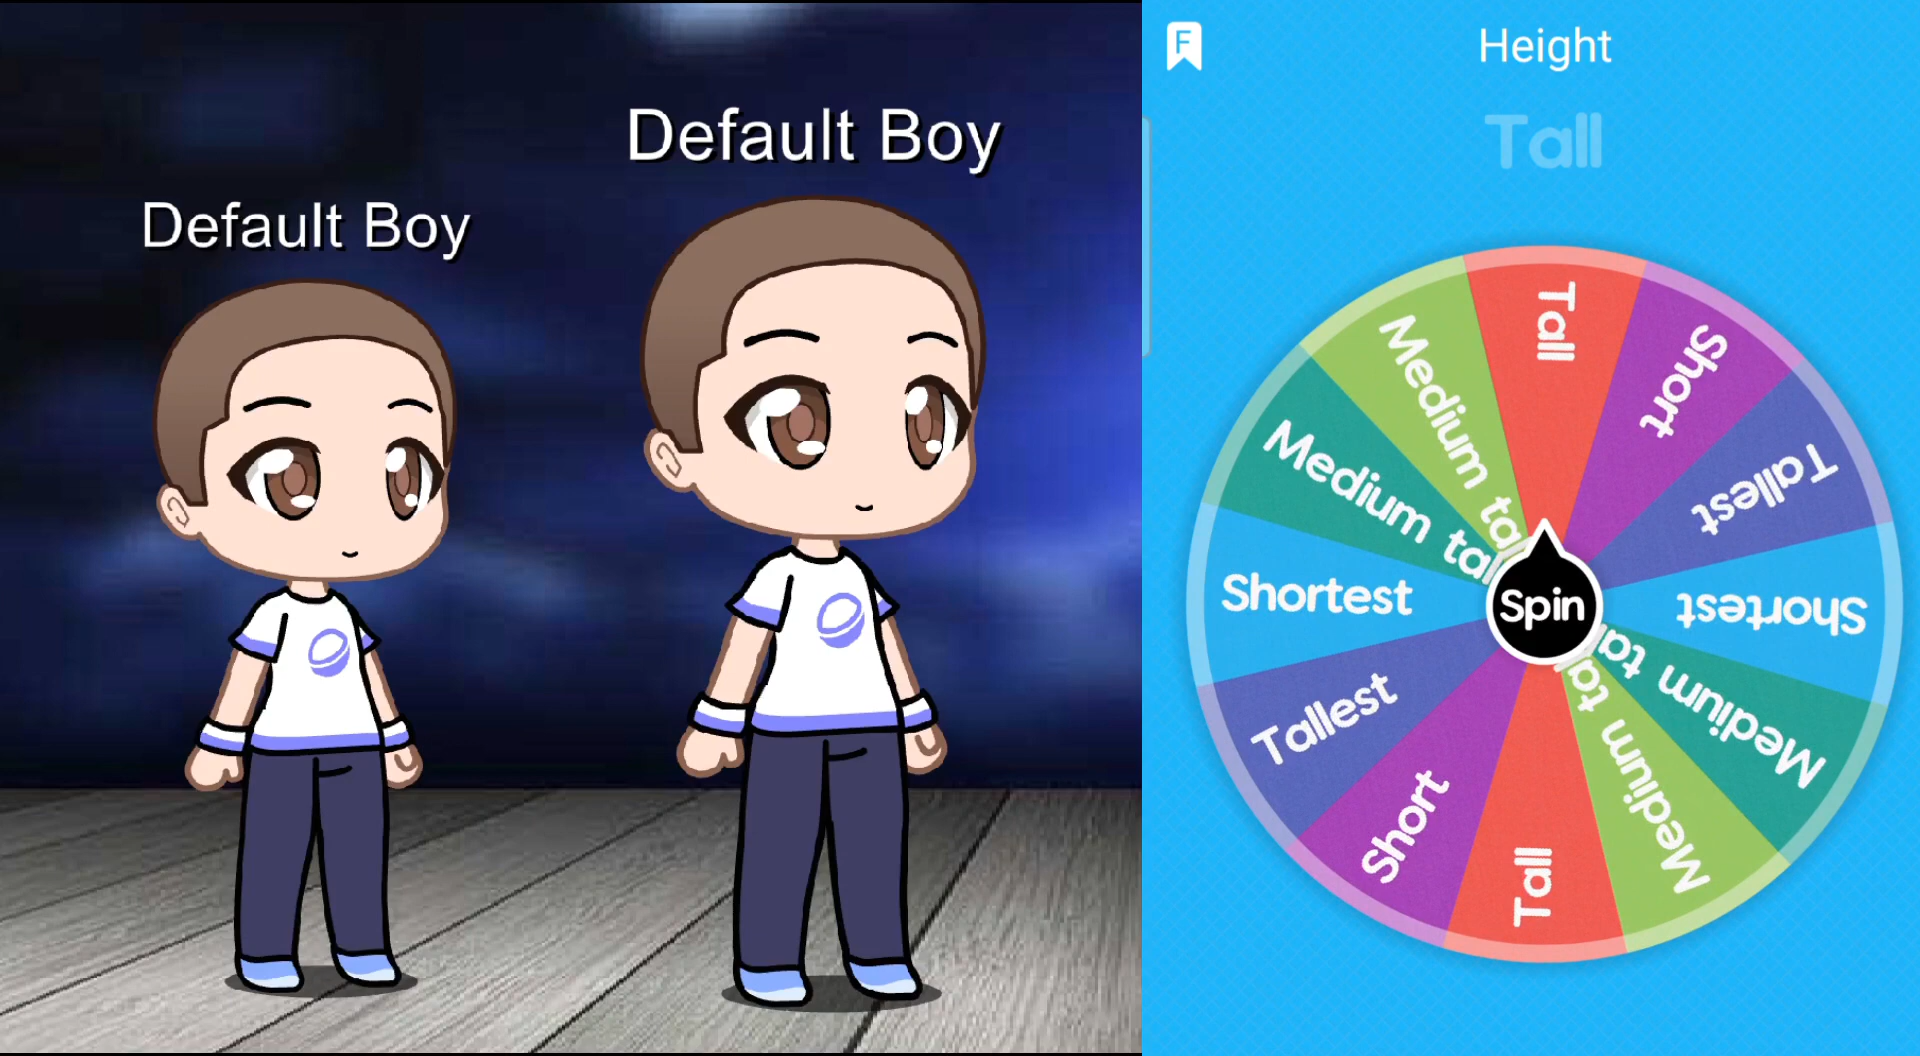 Default Boy
Default Boy
F
Height
Tall
Tall
Short
Tallest
Shortest
Medium tall
Medium tall
Tall
Short
Tallest
Shortest
Medium tall
Medium tall
Spin